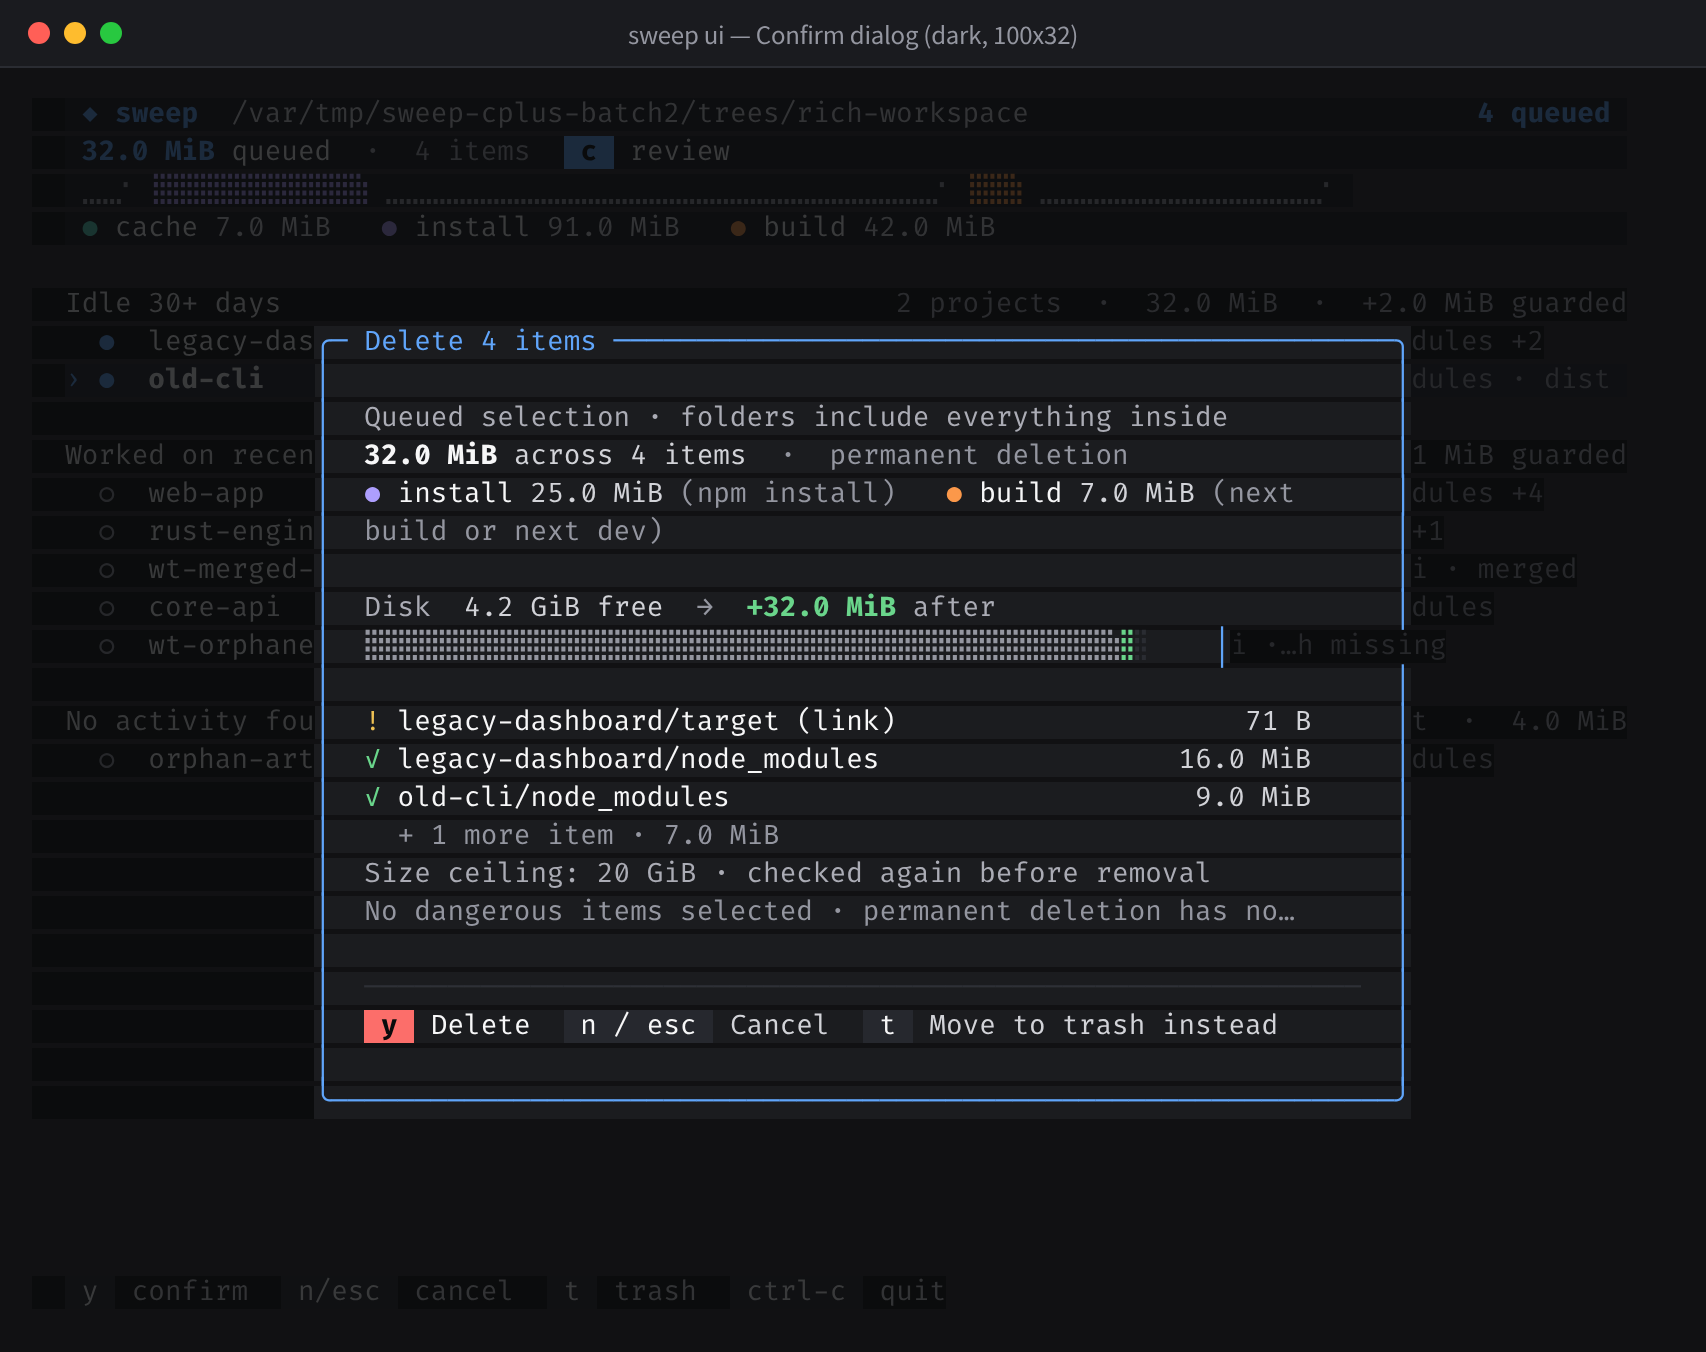 sweep ui — Confirm dialog (dark, 100x32)
◆ sweep /var/tmp/sweep-cplus-batch2/trees/rich-workspace 4 queued
32.0 MiB queued · 4 items c review
● cache 7.0 MiB ● install 91.0 MiB ● build 42.0 MiB
Idle 30+ days 2 projects · 32.0 MiB · +2.0 MiB guarded
● legacy-das dules +2
› ● old-cli dules · dist
Worked on recen 1 MiB guarded
○ web-app dules +4
○ rust-engin +1
○ wt-merged- i · merged
○ core-api dules
○ wt-orphane i ·…h missing
No activity fou t · 4.0 MiB
○ orphan-art dules
Delete 4 items
Queued selection · folders include everything inside
32.0 MiB across 4 items · permanent deletion
● install 25.0 MiB (npm install) ● build 7.0 MiB (next
build or next dev)
Disk 4.2 GiB free → +32.0 MiB after
! legacy-dashboard/target (link) 71 B
√ legacy-dashboard/node_modules 16.0 MiB
√ old-cli/node_modules 9.0 MiB
+ 1 more item · 7.0 MiB
Size ceiling: 20 GiB · checked again before removal
No dangerous items selected · permanent deletion has no…
y Delete n / esc Cancel t Move to trash instead
y confirm n/esc cancel t trash ctrl-c quit